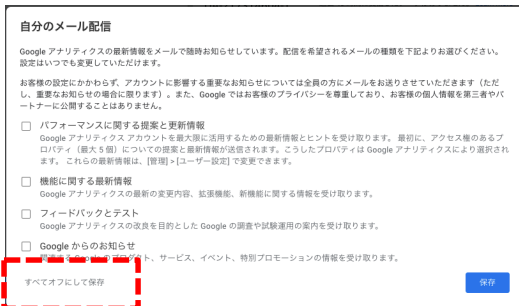 自分のメール配信
Google アナリティクスの最新情報をメールで随時お知らせしています。配信を希望されるメールの種類を下記よりお選びください。
設定はいつでも変更していただけます。
お客様の設定にかかわらず、アカウントに影響する重要なお知らせについては全員の方にメールをお送りさせていただきます（ただ
し、重要なお知らせの場合に限ります）。また、Google ではお客様のプライバシーを尊重しており、お客様の個人情報を第三者やパ
ートナーに公開することはありません。
パフォーマンスに関する提案と更新情報
Google アナリティクス アカウントを最大限に活用するための最新情報とヒントを受け取ります。 最初に、アクセス権のあるプ
ロパティ（最大 5 個）についての提案と最新情報が送信されます。こうしたプロパティは Google アナリティクスにより選択され
ます。 これらの最新情報は、[管理] > [ユーザー設定] で変更できます。
機能に関する最新情報
Google アナリティクスの最新の変更内容、拡張機能、新機能に関する情報を受け取ります。
フィードバックとテスト
Google アナリティクスの改良を目的とした Google の調査や試験運用の案内を受け取ります。
Google からのお知らせ
関連する Google のプロダクト、サービス、イベント、特別プロモーションの情報を受け取ります。
すべてオフにして保存
保存